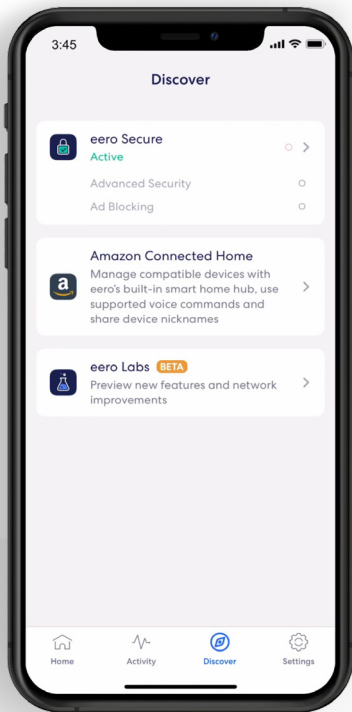 3:45
Discover
eero Secure
Active
Advanced Security
Ad Blocking
Amazon Connected Home
Manage compatible devices with
eero's built-in smart home hub, use
supported voice commands and
share device nicknames
eero Labs BETA
Preview new features and network
improvements
Home Activity Discover Settings